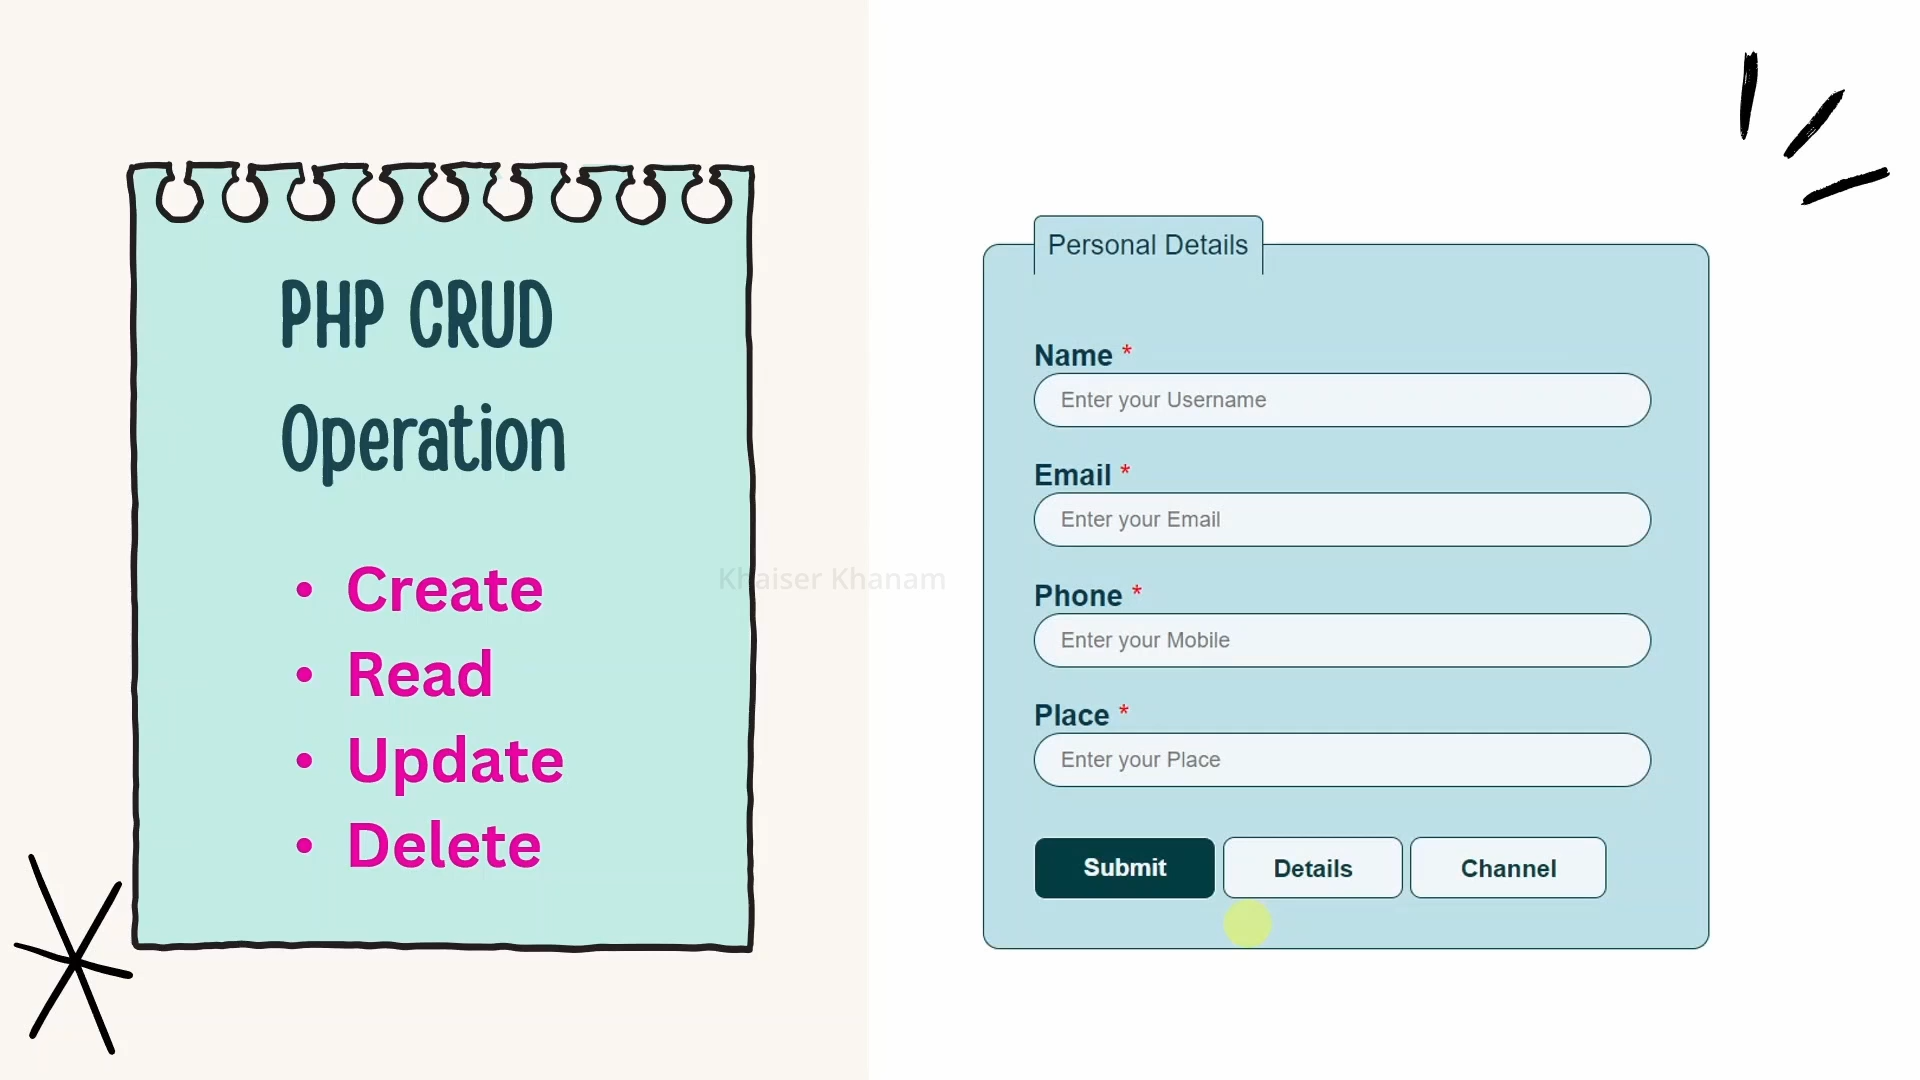 PHP CRUD
Operation
• Create
• Read
• Update
• Delete
Khaiser Khanam
Personal Details
Name *
Enter your Username
Email *
Enter your Email
Phone *
Enter your Mobile
Place *
Enter your Place
Submit Details Channel